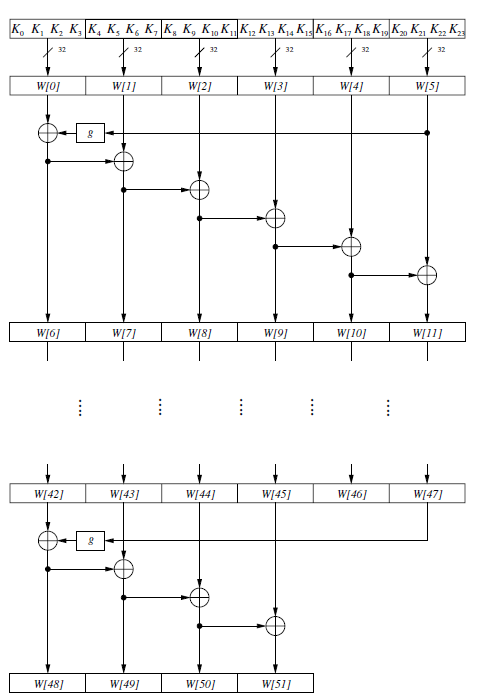 K0 K1 K2 K3 K4 K5 K6 K7 K8 K9 K10 K11 K12 K13 K14 K15 K16 K17 K18 K19 K20 K21 K22 K23
32 32 32 32 32 32
W[0] W[1] W[2] W[3] W[4] W[5]
g
W[6] W[7] W[8] W[9] W[10] W[11]
W[42] W[43] W[44] W[45] W[46] W[47]
g
W[48] W[49] W[50] W[51]